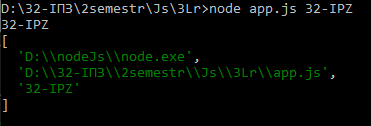 D:\32-ІПЗ\2semestr\Js\3Lr>node app.js 32-IPZ
32-IPZ
[
  'D:\\nodeJs\\node.exe',
  'D:\\32-ІПЗ\\2semestr\\Js\\3Lr\\app.js',
  '32-IPZ'
]